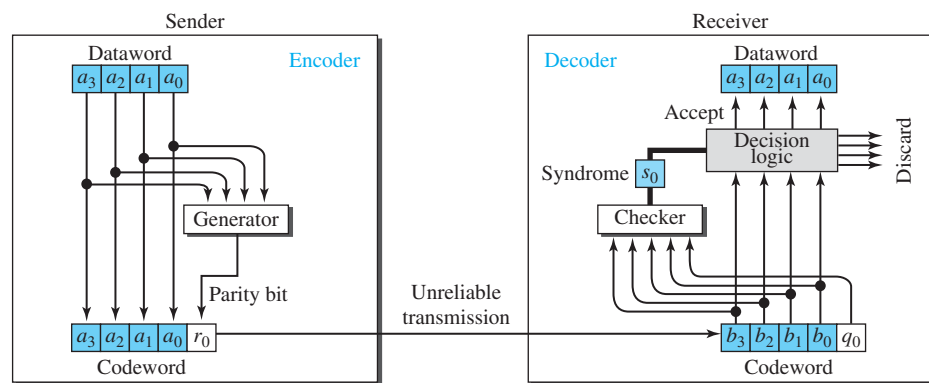 Sender
Receiver
Dataword
Encoder
a3 a2 a1 a0
Generator
Parity bit
a3 a2 a1 a0 r0
Codeword
Unreliable
transmission
Decoder
Dataword
a3 a2 a1 a0
Accept
Decision
logic
Discard
Syndrome s0
Checker
b3 b2 b1 b0 q0
Codeword